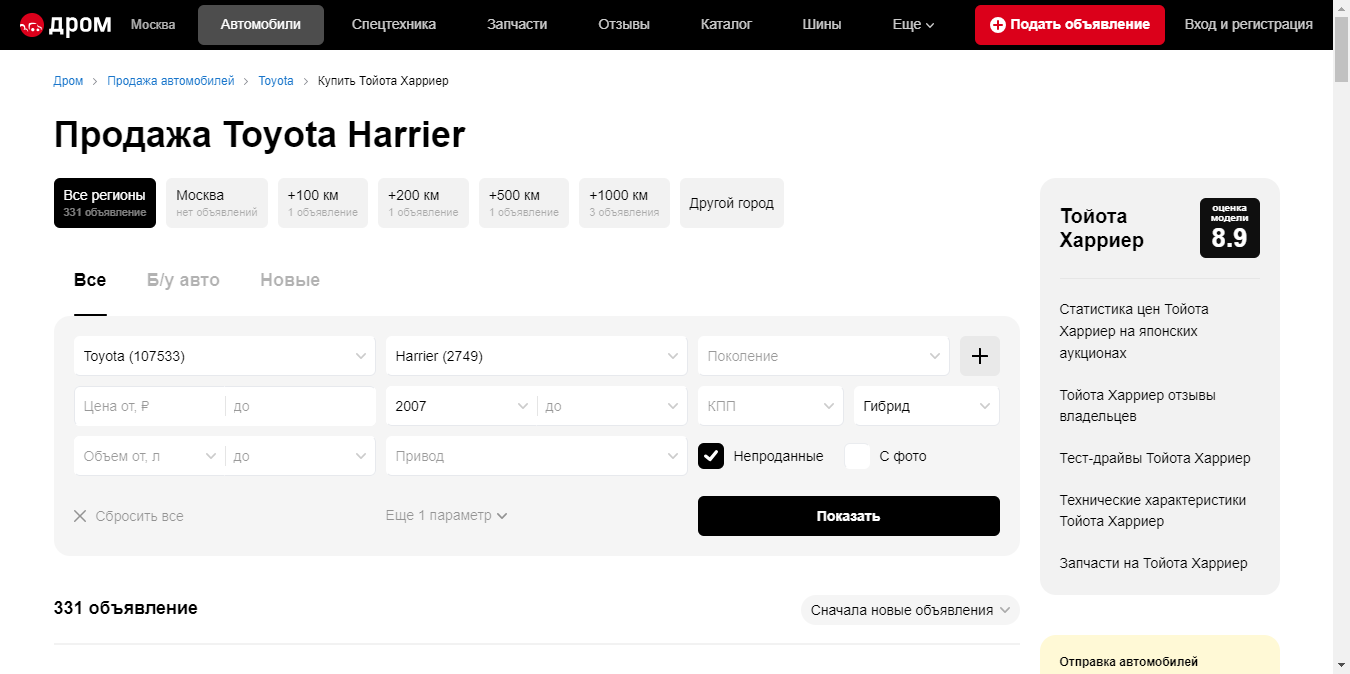 дром Москва Автомобили Спецтехника Запчасти Отзывы Каталог Шины Еще Подать объявление Вход и регистрация
Дром > Продажа автомобилей > Toyota > Купить Тойота Харриер
Продажа Toyota Harrier
Все регионы
331 объявление
Москва
нет объявлений
+100 км
1 объявление
+200 км
1 объявление
+500 км
1 объявление
+1000 км
3 объявления
Другой город
Все Б/у авто Новые
Toyota (107533) Harrier (2749) Поколение
Цена от, ₽ до 2007 до КПП Гибрид
Объем от, л до Привод Непроданные С фото
Сбросить все Еще 1 параметр Показать
331 объявление Сначала новые объявления
Тойота
Харриер
оценка
модели
8.9
Статистика цен Тойота
Харриер на японских
аукционах
Тойота Харриер отзывы
владельцев
Тест-драйвы Тойота Харриер
Технические характеристики
Тойота Харриер
Запчасти на Тойота Харриер
Отправка автомобилей